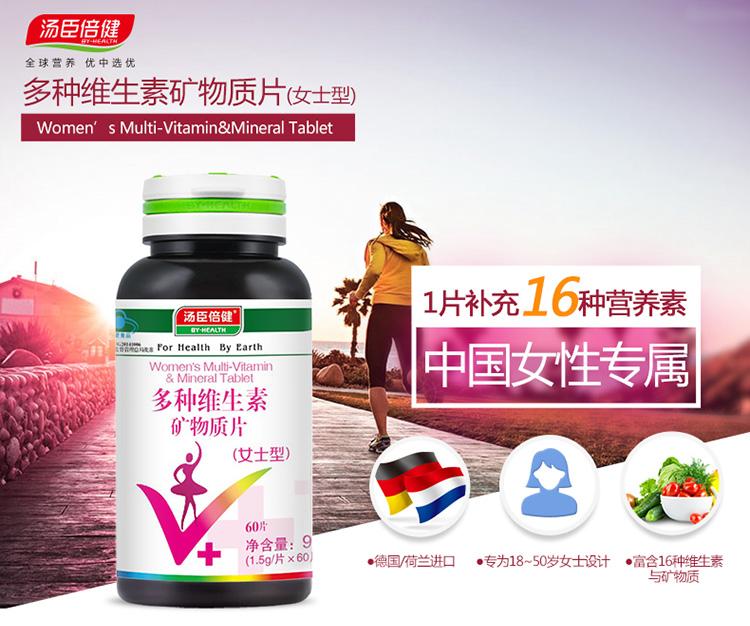 汤臣倍健
BY-HEALTH
全球营养 优中选优
多种维生素矿物质片(女士型)
Women's Multi-Vitamin&Mineral Tablet
BY-HEALTH
汤臣倍健
BY-HEALTH
For Health By Earth
Women's Multi-Vitamin
& Mineral Tablet
多种维生素
矿物质片
(女士型)
60片
净含量: 9
(1.5g/片×60
1片补充16种营养素
中国女性专属
●德国/荷兰进口
●专为18~50岁女士设计
●富含16种维生素
与矿物质